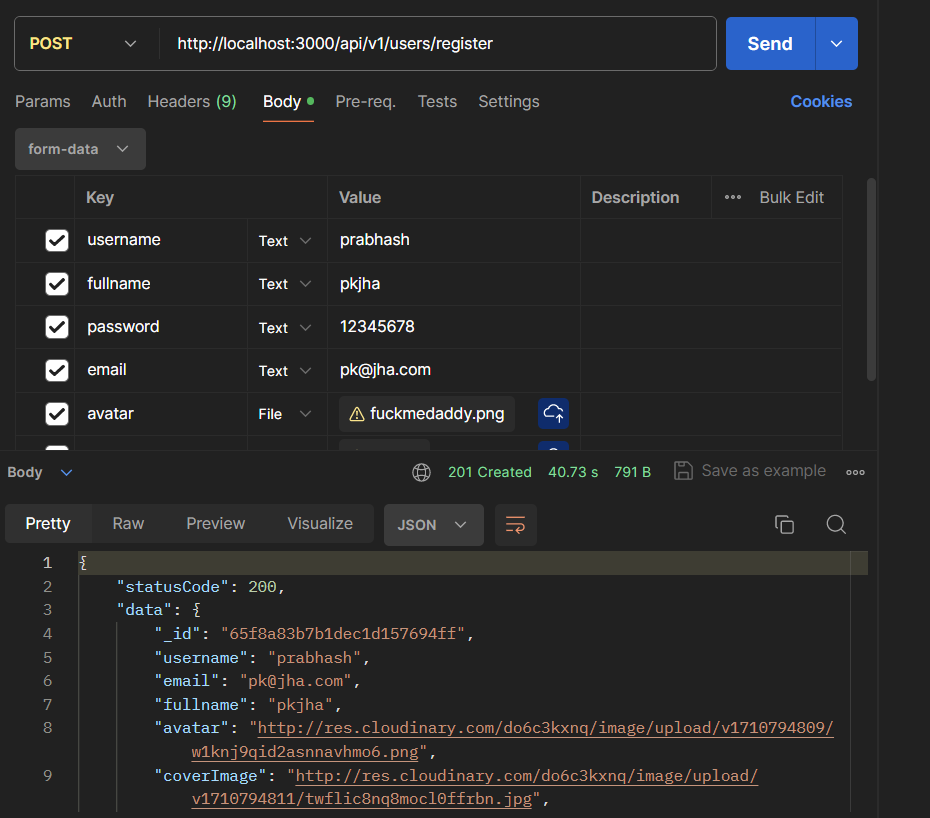 POST http://localhost:3000/api/v1/users/register Send
Params Auth Headers (9) Body Pre-req. Tests Settings Cookies
form-data
Key Value Description ••• Bulk Edit
username Text prabhash
fullname Text pkjha
password Text 12345678
email Text pk@jha.com
avatar File fuckmedaddy.png
Body 201 Created 40.73 s 791 B Save as example
Pretty Raw Preview Visualize JSON
1 {
2 "statusCode": 200,
3 "data": {
4 "_id": "65f8a83b7b1dec1d157694ff",
5 "username": "prabhash",
6 "email": "pk@jha.com",
7 "fullname": "pkjha",
8 "avatar": "http://res.cloudinary.com/do6c3kxnq/image/upload/v1710794809/
w1knj9qid2asnnavhmo6.png",
9 "coverImage": "http://res.cloudinary.com/do6c3kxnq/image/upload/
v1710794811/twflic8nq8mocl0ffrbn.jpg",